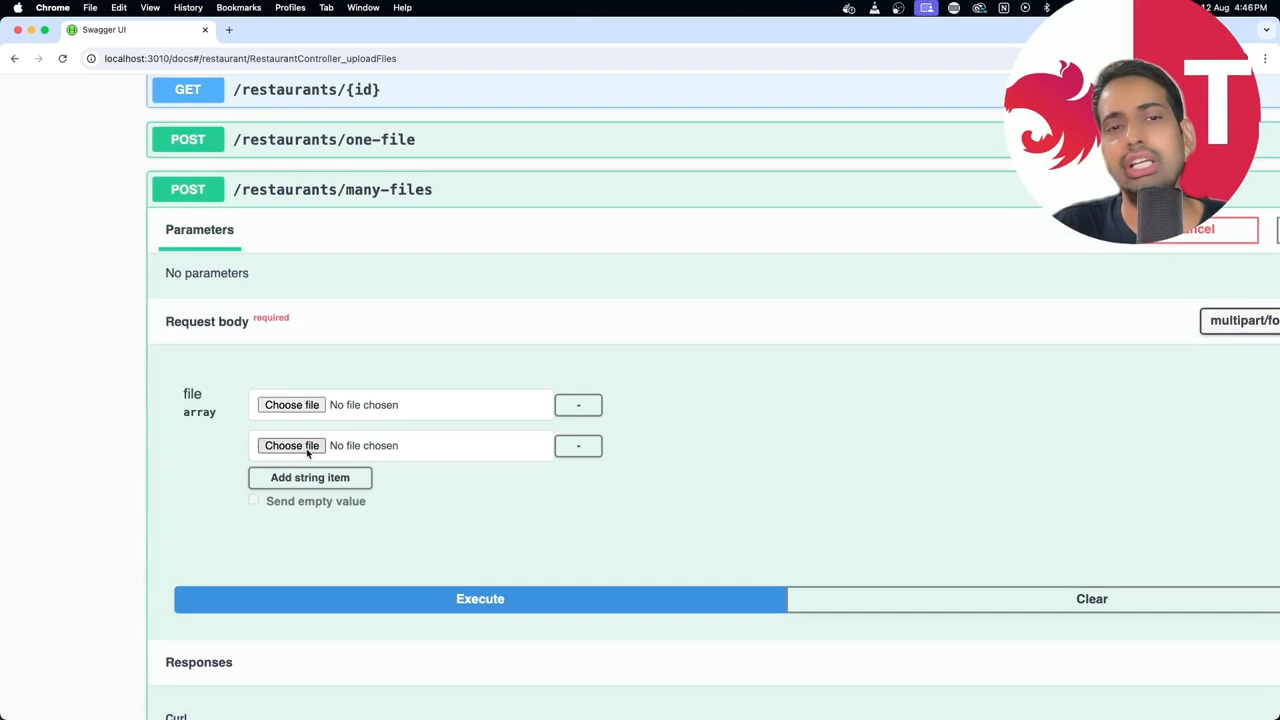 Chrome File Edit View History Bookmarks Profiles Tab Window Help 12 Aug 4:46PM
Swagger UI
localhost:3010/docs#/restaurant/RestaurantController_uploadFiles
GET /restaurants/{id}
T
POST /restaurants/one-file
POST /restaurants/many-files
Parameters
ncel
No parameters
Request body required
multipart/fo
file
array
Choose file No file chosen -
Choose file No file chosen -
Add string item
Send empty value
Execute Clear
Responses
Curl